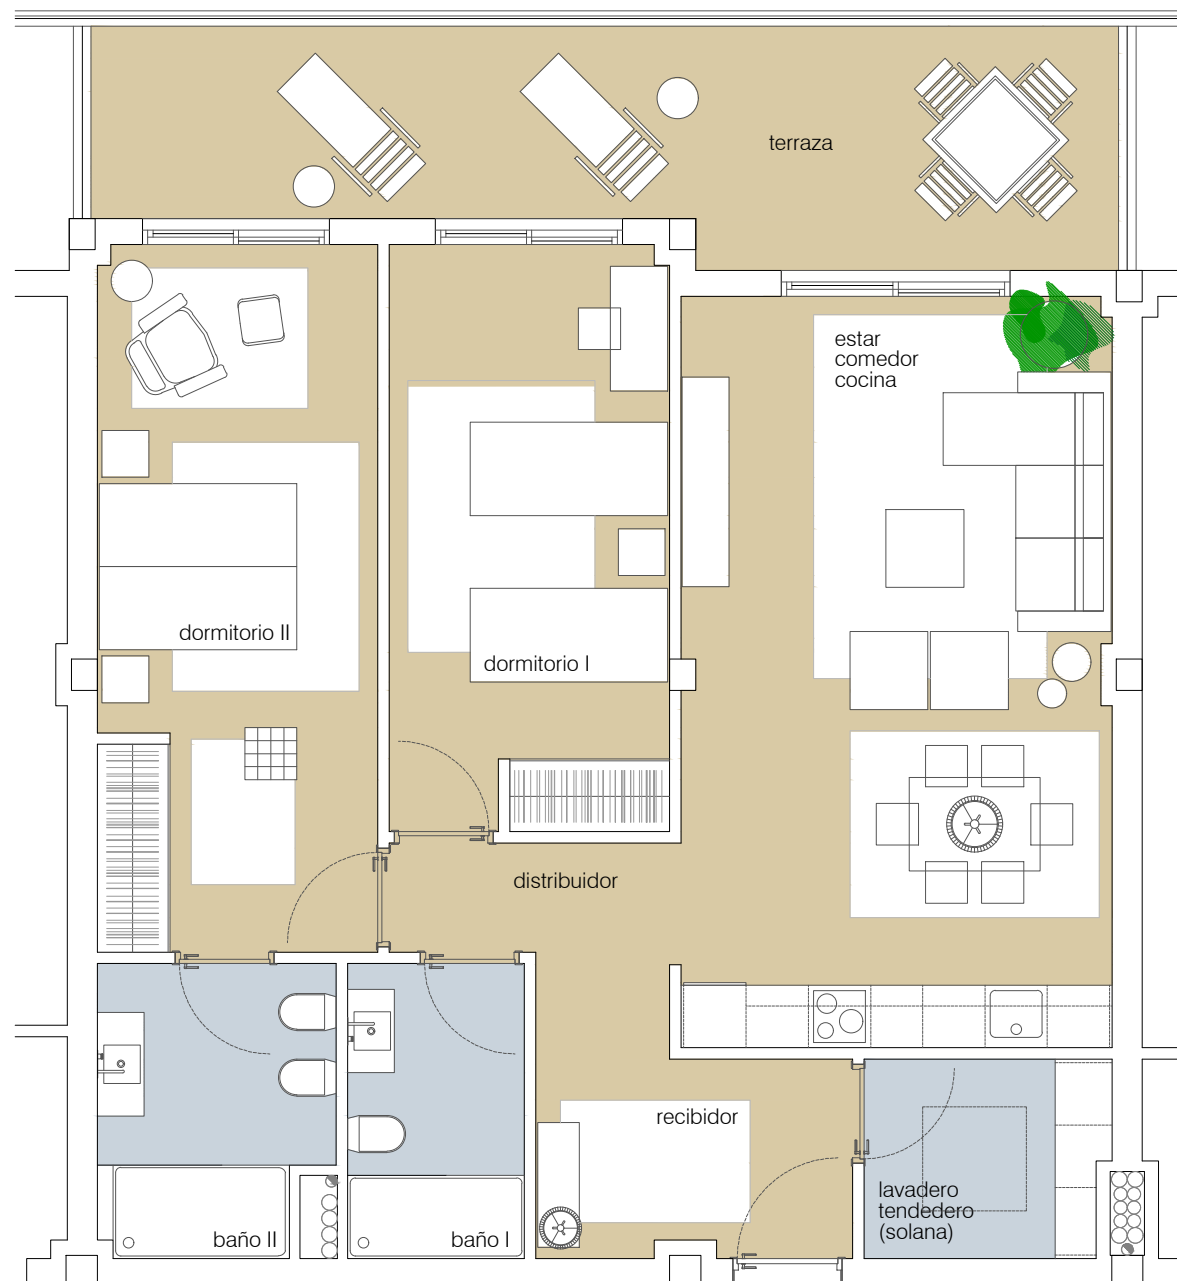 terraza
estar
comedor
cocina
dormitorio II
dormitorio I
distribuidor
recibidor
lavadero
tendedero
(solana)
baño II
baño I